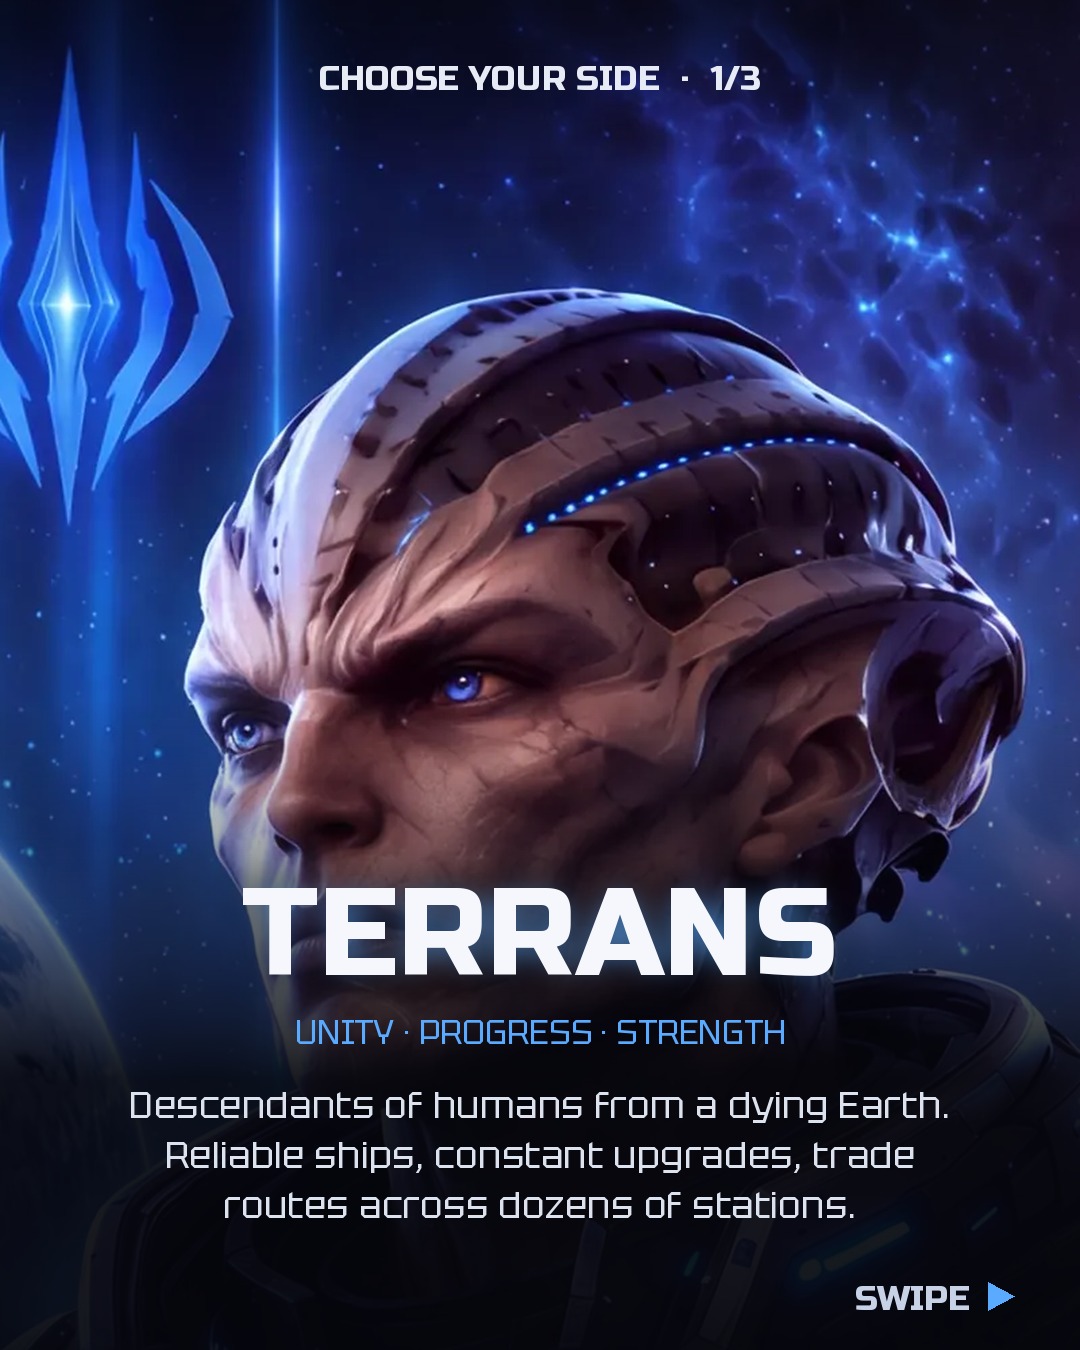 CHOOSE YOUR SIDE · 1/3
TERRANS
UNITY · PROGRESS · STRENGTH
Descendants of humans from a dying Earth.
Reliable ships, constant upgrades, trade
routes across dozens of stations.
SWIPE